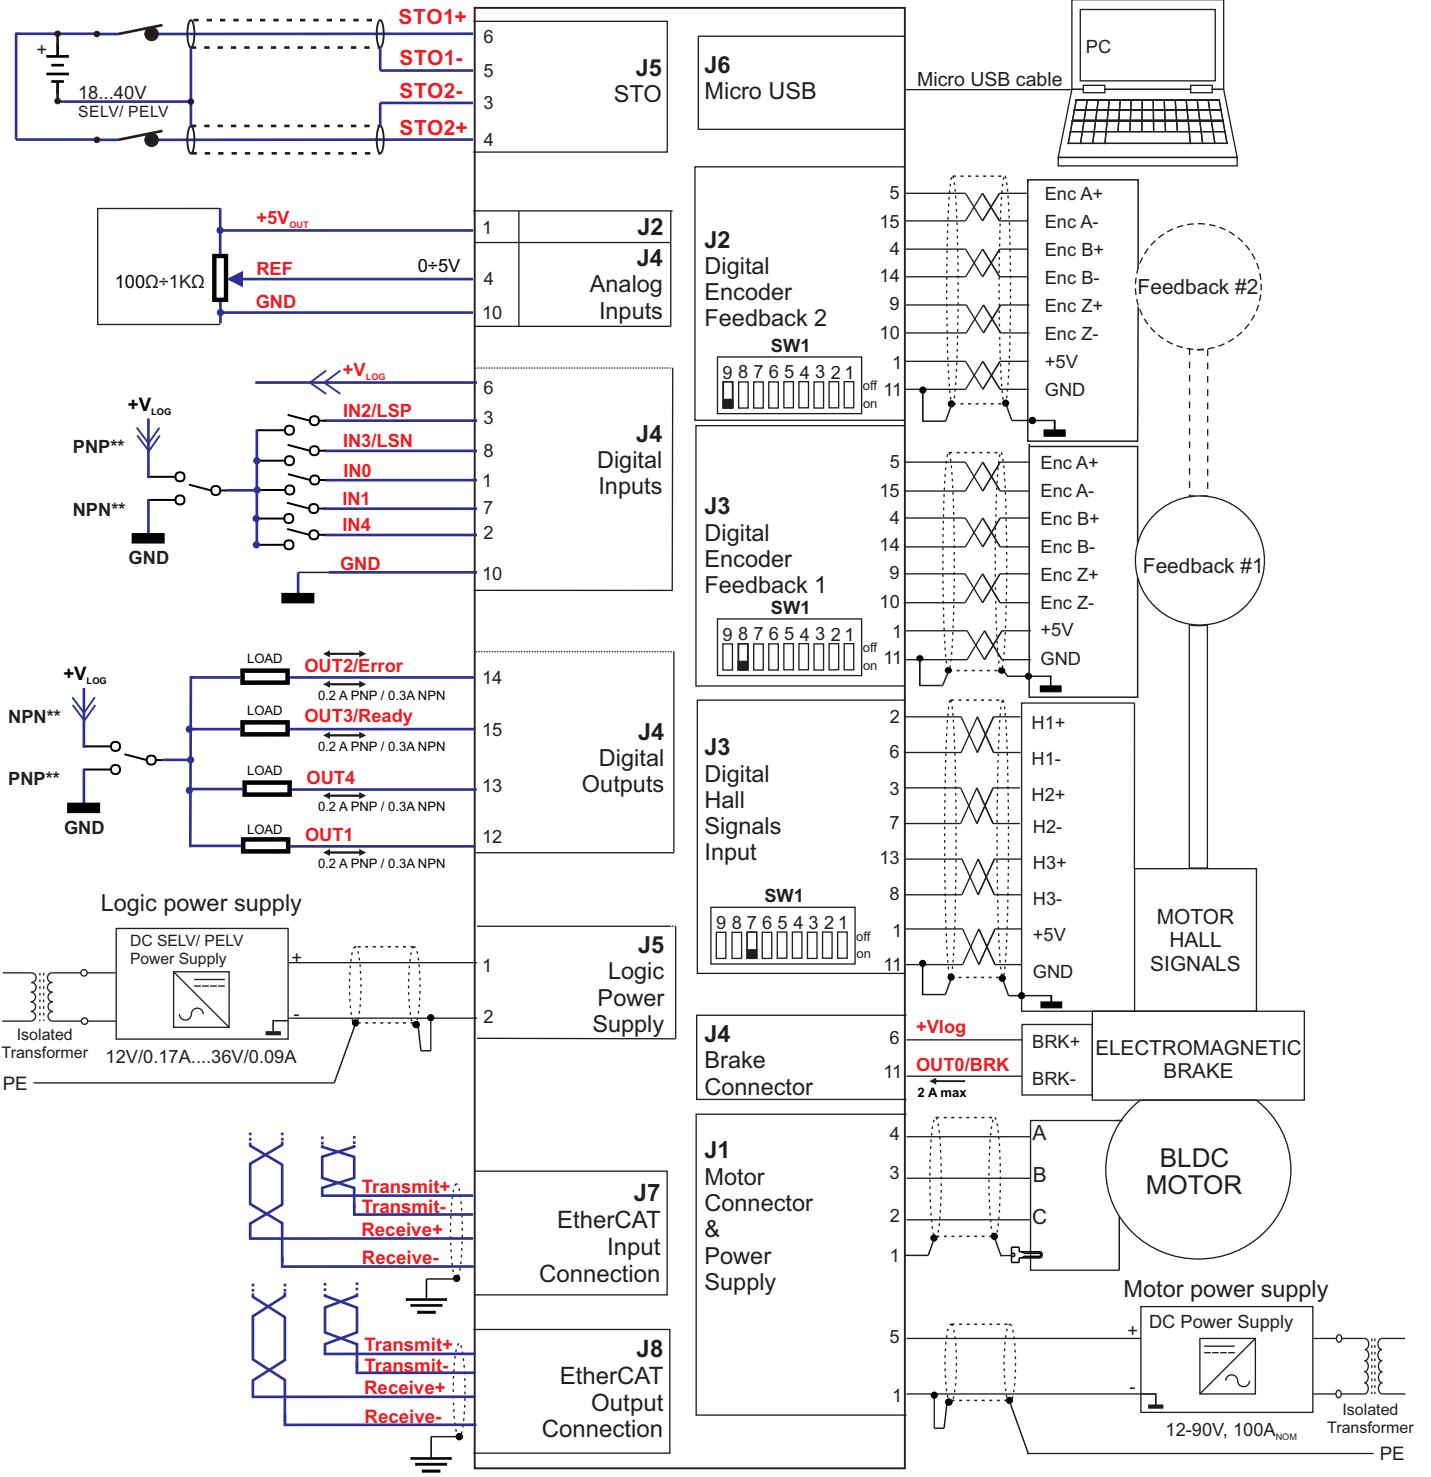 STO1+
6
STO1-
5
STO2-
3
STO2+
4
+
18...40V
SELV/ PELV
J5
STO
J6
Micro USB
Micro USB cable
PC
+5VOUT
1
J2
100Ω÷1KΩ
REF
0÷5V
4
GND
10
J4
Analog
Inputs
+VLOG
6
IN2/LSP
3
IN3/LSN
8
IN0
1
IN1
7
IN4
2
GND
10
+VLOG
PNP**
NPN**
GND
J4
Digital
Inputs
LOAD
OUT2/Error
0.2 A PNP / 0.3A NPN
14
LOAD
OUT3/Ready
0.2 A PNP / 0.3A NPN
15
LOAD
OUT4
0.2 A PNP / 0.3A NPN
13
LOAD
OUT1
0.2 A PNP / 0.3A NPN
12
+VLOG
NPN**
PNP**
GND
J4
Digital
Outputs
Logic power supply
DC SELV/ PELV
Power Supply
+
-
Isolated
Transformer
12V/0.17A....36V/0.09A
PE
1
2
J5
Logic
Power
Supply
Transmit+
Transmit-
Receive+
Receive-
J7
EtherCAT
Input
Connection
Transmit+
Transmit-
Receive+
Receive-
J8
EtherCAT
Output
Connection
J2
Digital
Encoder
Feedback 2
SW1
9 8 7 6 5 4 3 2 1
off
on
5
15
4
14
9
10
1
11
Enc A+
Enc A-
Enc B+
Enc B-
Enc Z+
Enc Z-
+5V
GND
Feedback #2
J3
Digital
Encoder
Feedback 1
SW1
9 8 7 6 5 4 3 2 1
off
on
5
15
4
14
9
10
1
11
Enc A+
Enc A-
Enc B+
Enc B-
Enc Z+
Enc Z-
+5V
GND
Feedback #1
J3
Digital
Hall
Signals
Input
SW1
9 8 7 6 5 4 3 2 1
off
on
2
6
3
7
13
8
1
11
H1+
H1-
H2+
H2-
H3+
H3-
+5V
GND
MOTOR
HALL
SIGNALS
J4
Brake
Connector
6
11
+Vlog
OUT0/BRK
2 A max
BRK+
BRK-
ELECTROMAGNETIC
BRAKE
J1
Motor
Connector
&
Power
Supply
4
3
2
1
A
B
C
BLDC
MOTOR
Motor power supply
5
1
+
-
DC Power Supply
Isolated
Transformer
12-90V, 100ANOM
PE